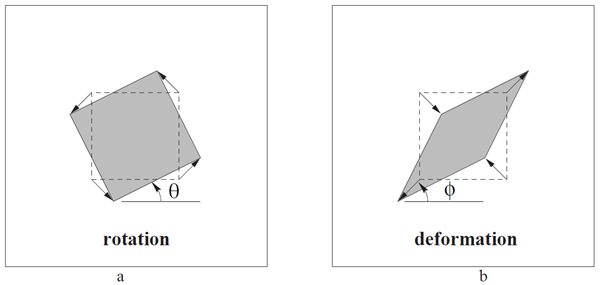 θ
rotation
a
ϕ
deformation
b